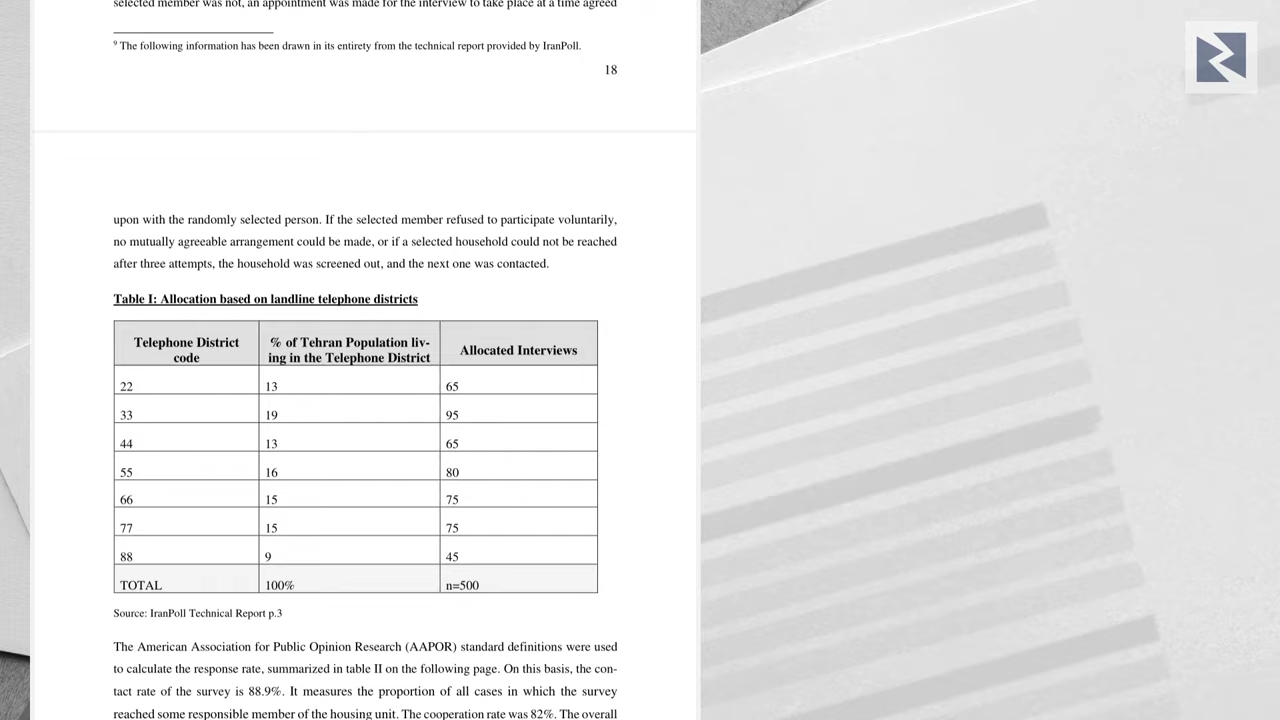 selected member was not, an appointment was made for the interview to take place at a time agreed
9 The following information has been drawn in its entirety from the technical report provided by IranPoll.
18
upon with the randomly selected person. If the selected member refused to participate voluntarily,
no mutually agreeable arrangement could be made, or if a selected household could not be reached
after three attempts, the household was screened out, and the next one was contacted.
Table I: Allocation based on landline telephone districts
Telephone District code | % of Tehran Population liv-ing in the Telephone District | Allocated Interviews
22 13 65
33 19 95
44 13 65
55 16 80
66 15 75
77 15 75
88 9 45
TOTAL 100% n=500
Source: IranPoll Technical Report p.3
The American Association for Public Opinion Research (AAPOR) standard definitions were used
to calculate the response rate, summarized in table II on the following page. On this basis, the con-
tact rate of the survey is 88.9%. It measures the proportion of all cases in which the survey
reached some responsible member of the housing unit. The cooperation rate was 82%. The overall